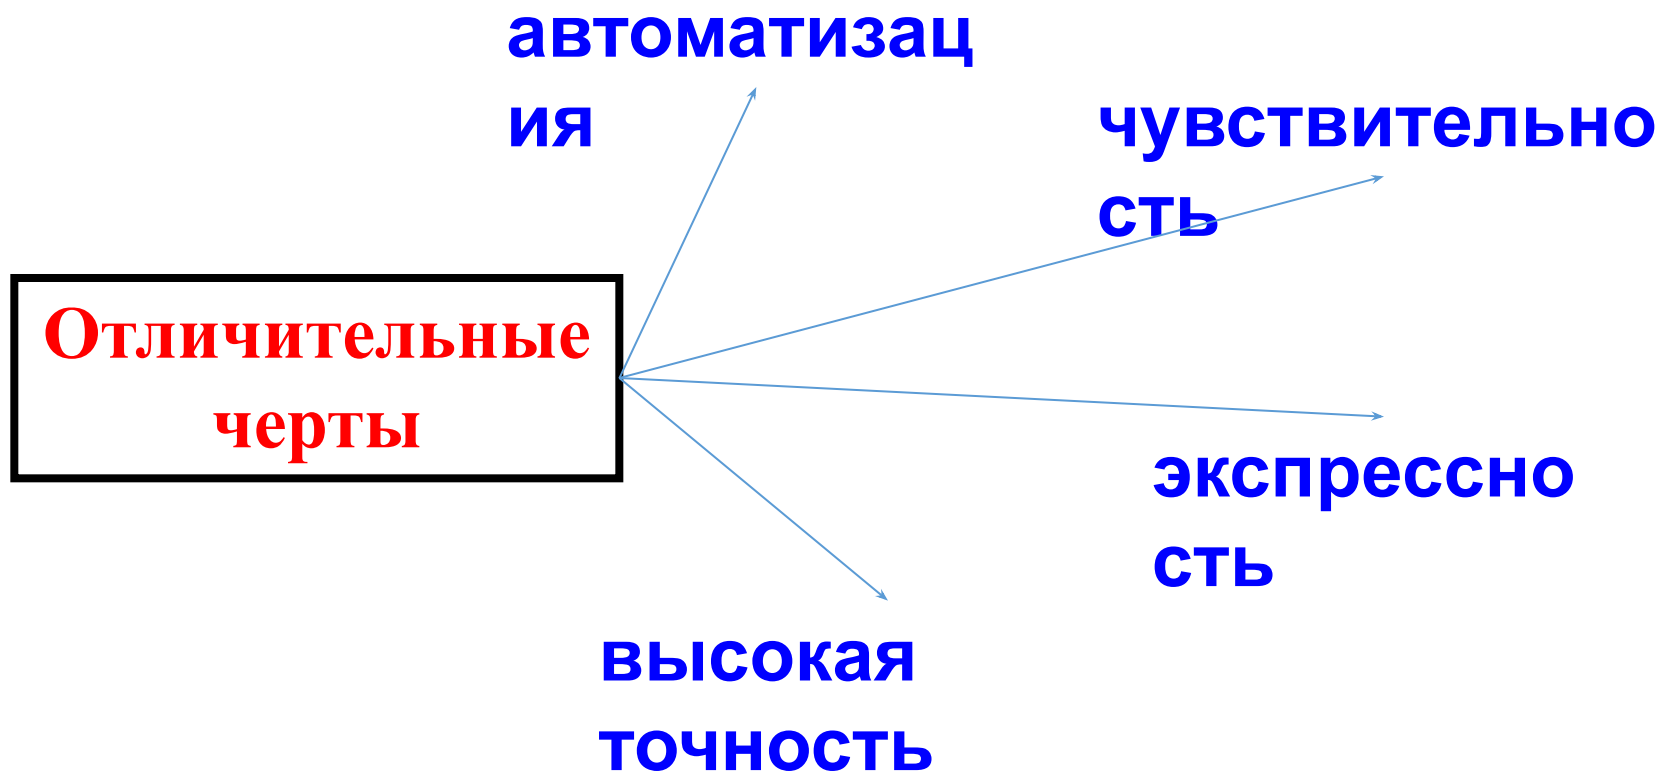 автоматизац
ия
чувствительно
сть
Отличительные
черты
экспрессно
сть
высокая
точность